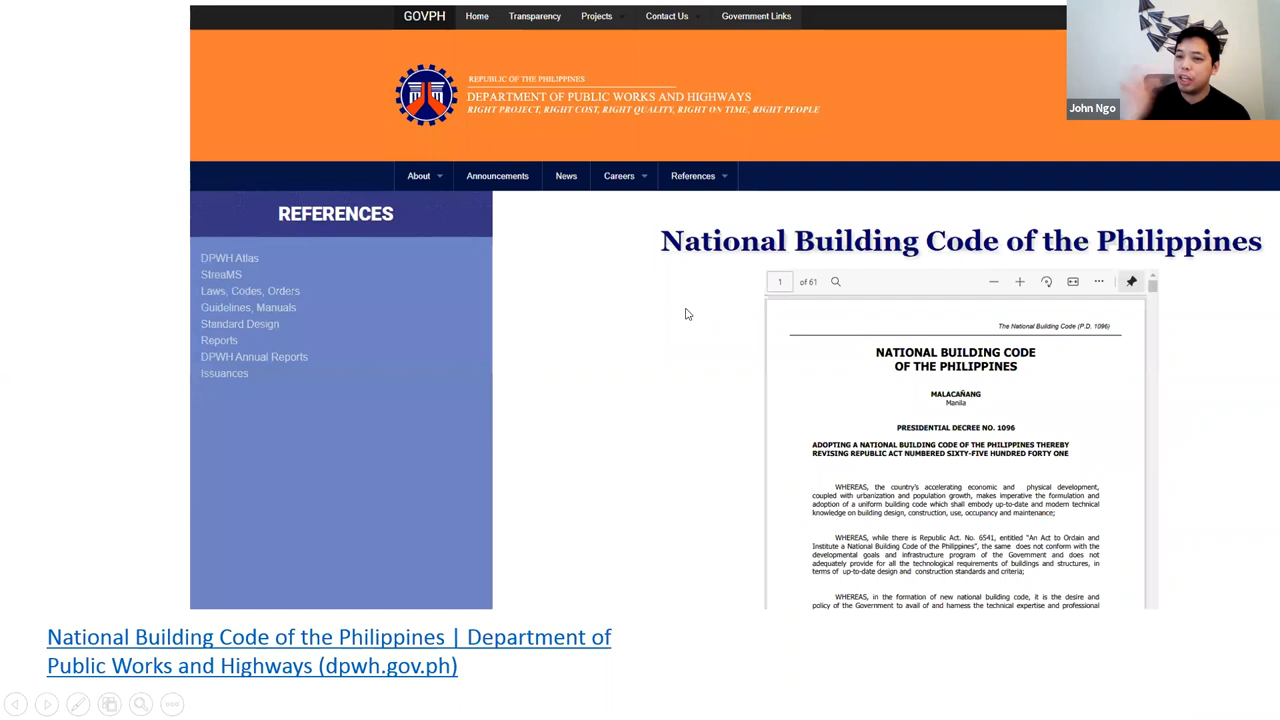 GOVPH Home Transparency Projects Contact Us Government Links
REPUBLIC OF THE PHILIPPINES
DEPARTMENT OF PUBLIC WORKS AND HIGHWAYS
RIGHT PROJECT, RIGHT COST, RIGHT QUALITY, RIGHT ON TIME, RIGHT PEOPLE
John Ngo
About Announcements News Careers References
REFERENCES
DPWH Atlas
StreaMS
Laws, Codes, Orders
Guidelines, Manuals
Standard Design
Reports
DPWH Annual Reports
Issuances
National Building Code of the Philippines
1 of 61
The National Building Code (P.D. 1096)
NATIONAL BUILDING CODE
OF THE PHILIPPINES
MALACAÑANG
Manila
PRESIDENTIAL DECREE NO. 1096
ADOPTING A NATIONAL BUILDING CODE OF THE PHILIPPINES THEREBY
REVISING REPUBLIC ACT NUMBERED SIXTY-FIVE HUNDRED FORTY ONE
WHEREAS, the country's accelerating economic and physical development,
coupled with urbanization and population growth, makes imperative the formulation and
adoption of a uniform building code which shall embody up-to-date and modern technical
knowledge on building design, construction, use, occupancy and maintenance;
WHEREAS, while there is Republic Act. No. 6541, entitled "An Act to Ordain and
Institute a National Building Code of the Philippines", the same does not conform with the
developmental goals and infrastructure program of the Government and does not
adequately provide for all the technological requirements of buildings and structures, in
terms of up-to-date design and construction standards and criteria;
WHEREAS, in the formation of new national building code, it is the desire and
policy of the Government to avail of and harness the technical expertise and professional
National Building Code of the Philippines | Department of
Public Works and Highways (dpwh.gov.ph)